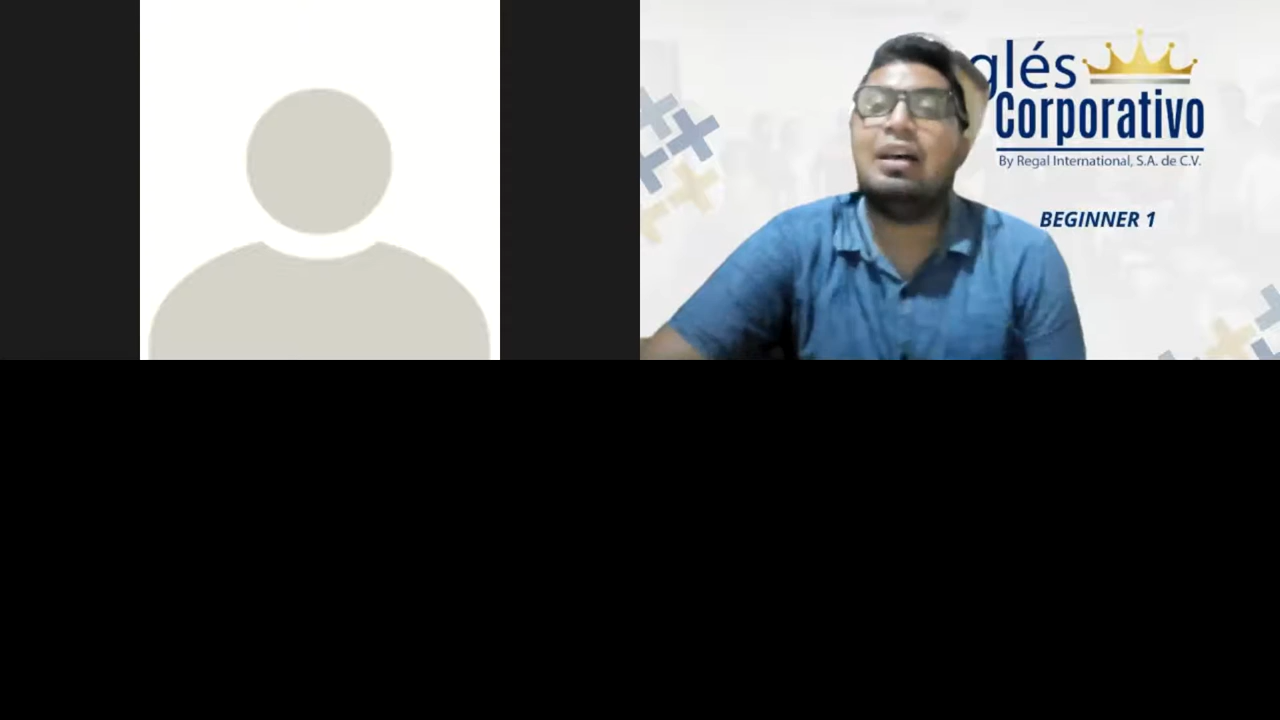 glés
Corporativo
By Regal International, S.A. de C.V.
BEGINNER 1